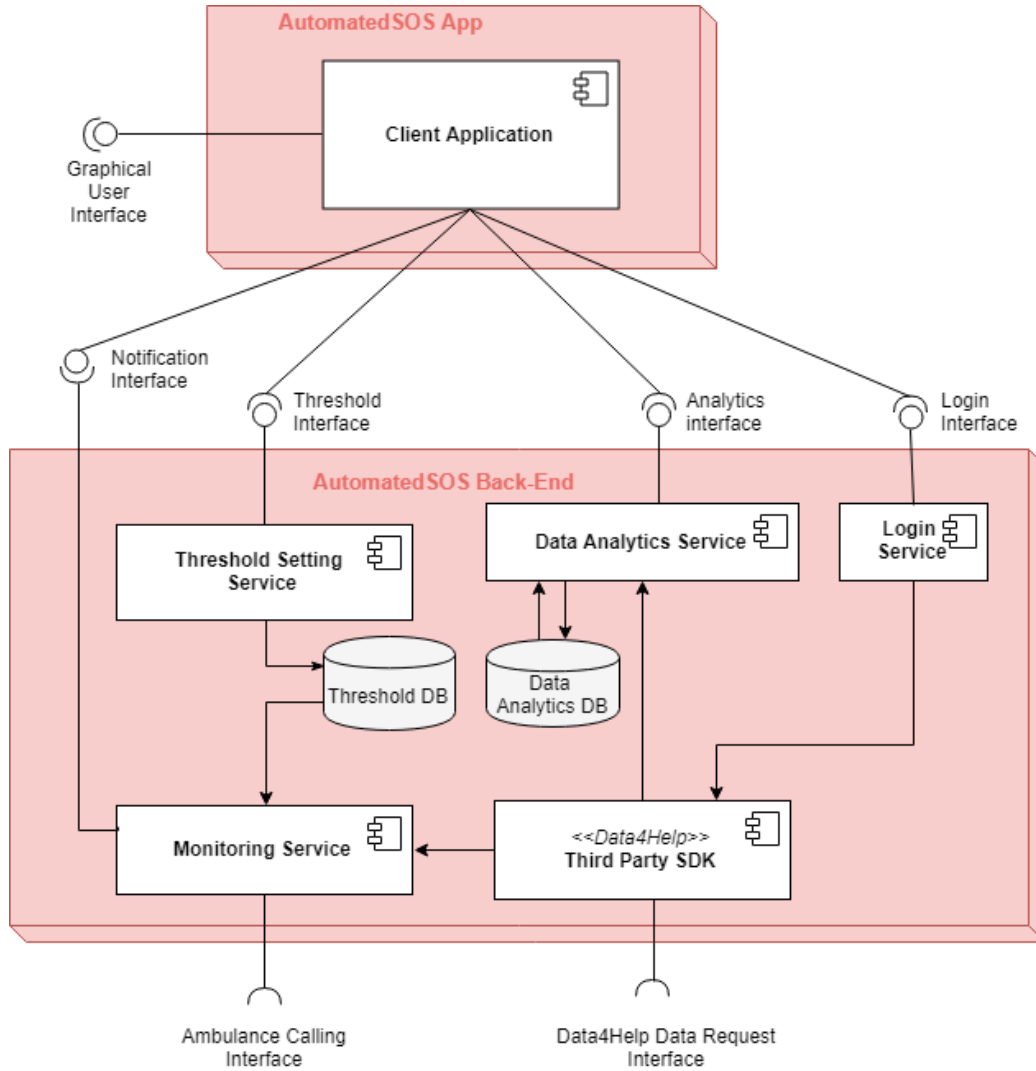 AutomatedSOS App
Client Application
Graphical
User
Interface
Notification
Interface
Threshold
Interface
Analytics
interface
Login
Interface
AutomatedSOS Back-End
Threshold Setting
Service
Data Analytics Service
Login
Service
Threshold DB
Data
Analytics DB
Monitoring Service
<<Data4Help>>
Third Party SDK
Ambulance Calling
Interface
Data4Help Data Request
Interface